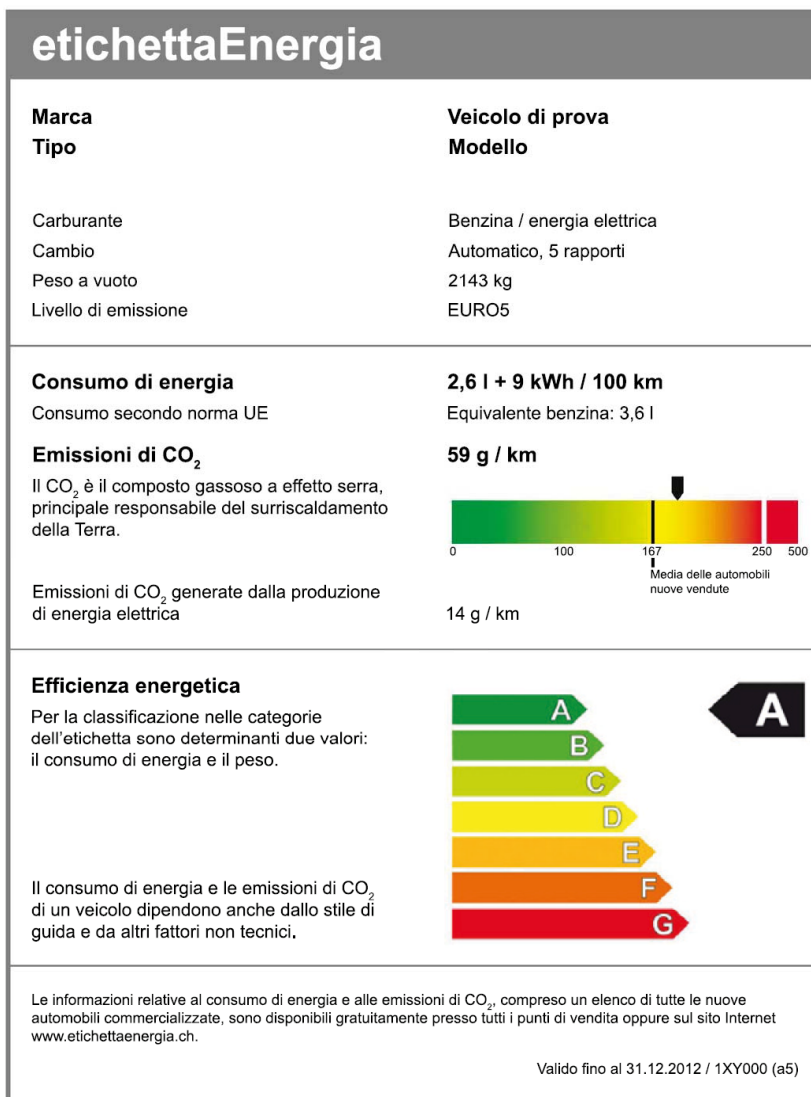 etichettaEnergia
Marca Veicolo di prova
Tipo Modello
Carburante Benzina / energia elettrica
Cambio Automatico, 5 rapporti
Peso a vuoto 2143 kg
Livello di emissione EURO5
Consumo di energia 2,6 l + 9 kWh / 100 km
Consumo secondo norma UE Equivalente benzina: 3,6 l
Emissioni di CO₂ 59 g / km
Il CO₂ è il composto gassoso a effetto serra,
principale responsabile del surriscaldamento
della Terra.
0 100 167 250 500
Media delle automobili
nuove vendute
Emissioni di CO₂ generate dalla produzione
di energia elettrica 14 g / km
Efficienza energetica
Per la classificazione nelle categorie
dell'etichetta sono determinanti due valori:
il consumo di energia e il peso.
A A
B
C
D
E
F
G
Il consumo di energia e le emissioni di CO₂
di un veicolo dipendono anche dallo stile di
guida e da altri fattori non tecnici.
Le informazioni relative al consumo di energia e alle emissioni di CO₂, compreso un elenco di tutte le nuove
automobili commercializzate, sono disponibili gratuitamente presso tutti i punti di vendita oppure sul sito Internet
www.etichettaenergia.ch.
Valido fino al 31.12.2012 / 1XY000 (a5)